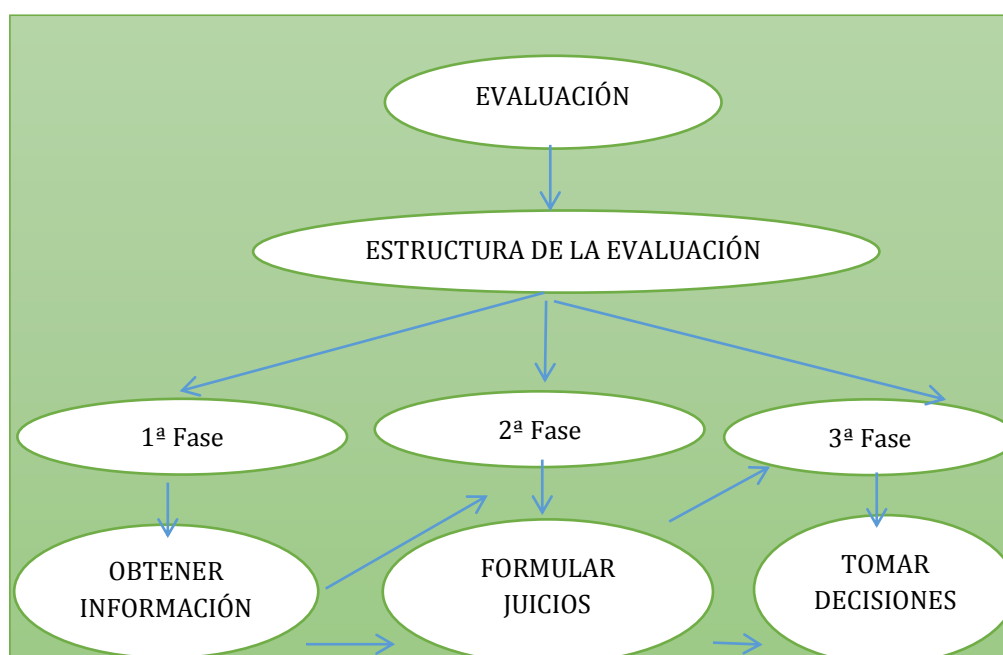 EVALUACIÓN
ESTRUCTURA DE LA EVALUACIÓN
1ª Fase
2ª Fase
3ª Fase
OBTENER
INFORMACIÓN
FORMULAR
JUICIOS
TOMAR
DECISIONES